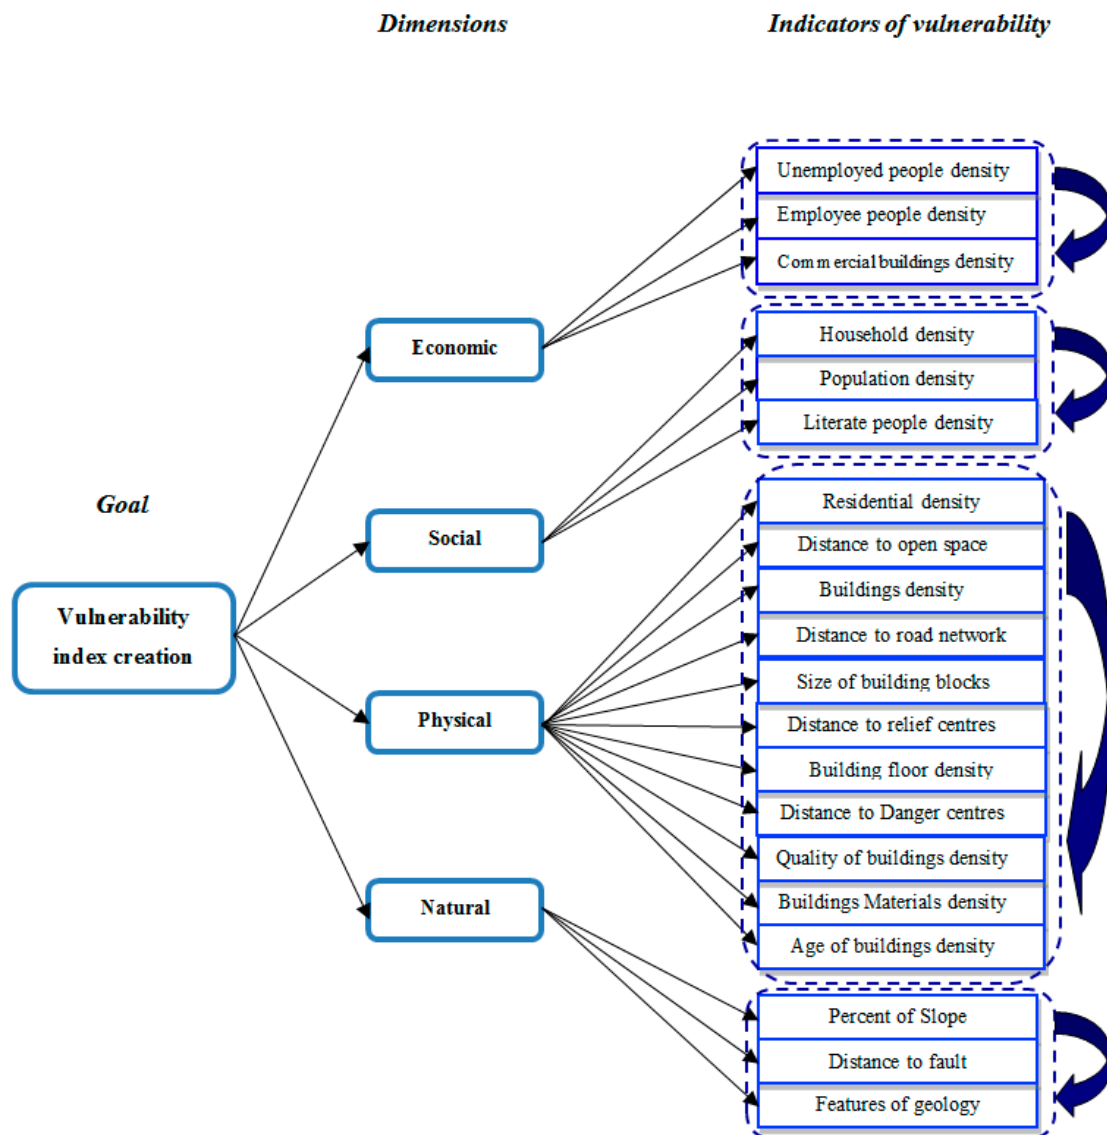 Dimensions
Indicators of vulnerability
Unemployed people density
Employee people density
Commercial buildings density
Economic
Household density
Population density
Literate people density
Goal
Social
Residential density
Distance to open space
Buildings density
Vulnerability
index creation
Distance to road network
Size of building blocks
Physical
Distance to relief centres
Building floor density
Distance to Danger centres
Quality of buildings density
Natural
Buildings Materials density
Age of buildings density
Percent of Slope
Distance to fault
Features of geology